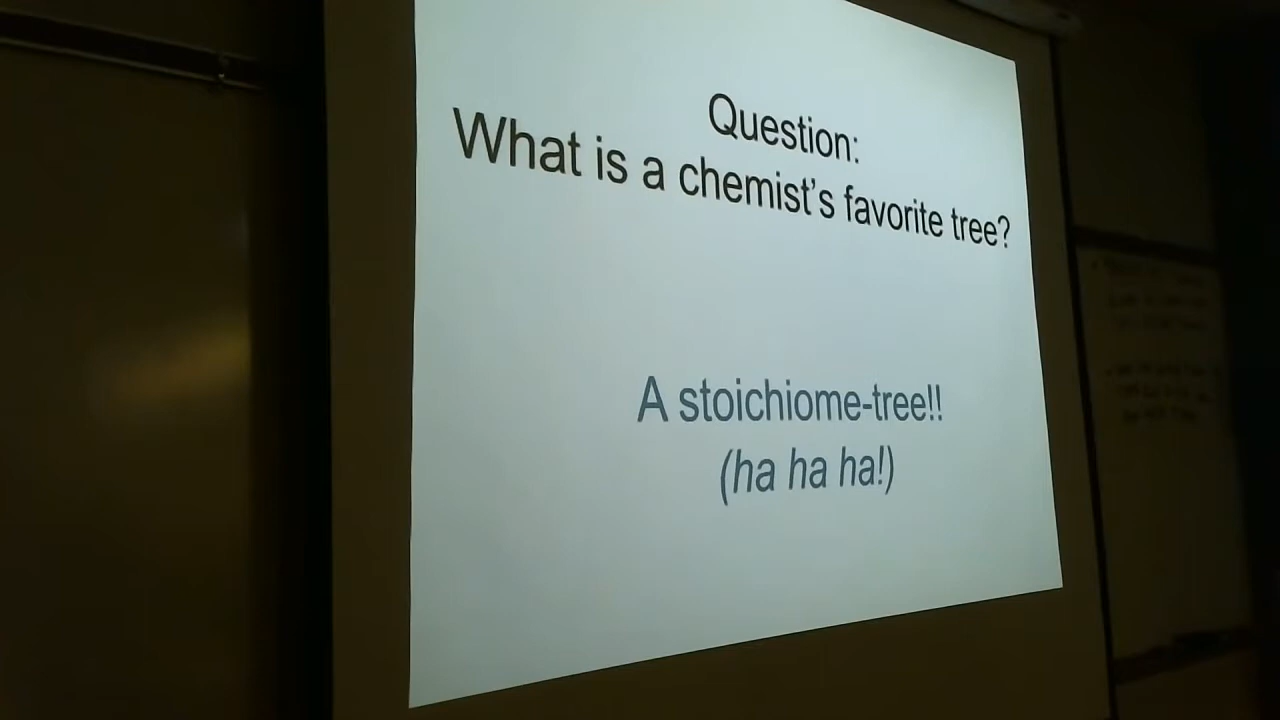 Question:
What is a chemist's favorite tree?
A stoichiome-tree!!
(ha ha ha!)